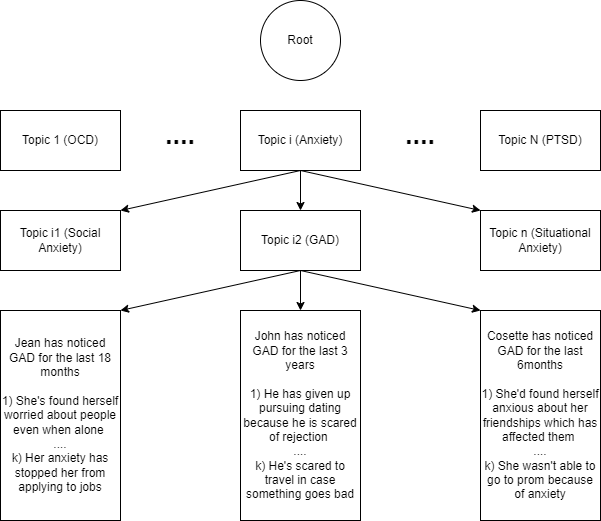 Root
Topic 1 (OCD)
....
Topic i (Anxiety)
....
Topic N (PTSD)
Topic i1 (Social
Anxiety)
Topic i2 (GAD)
Topic n (Situational
Anxiety)
Jean has noticed
GAD for the last 18
months
1) She's found herself
worried about people
even when alone
....
k) Her anxiety has
stopped her from
applying to jobs
John has noticed
GAD for the last 3
years
1) He has given up
pursuing dating
because he is scared
of rejection
....
k) He's scared to
travel in case
something goes bad
Cosette has noticed
GAD for the last
6months
1) She'd found herself
anxious about her
friendships which has
affected them
....
k) She wasn't able to
go to prom because
of anxiety